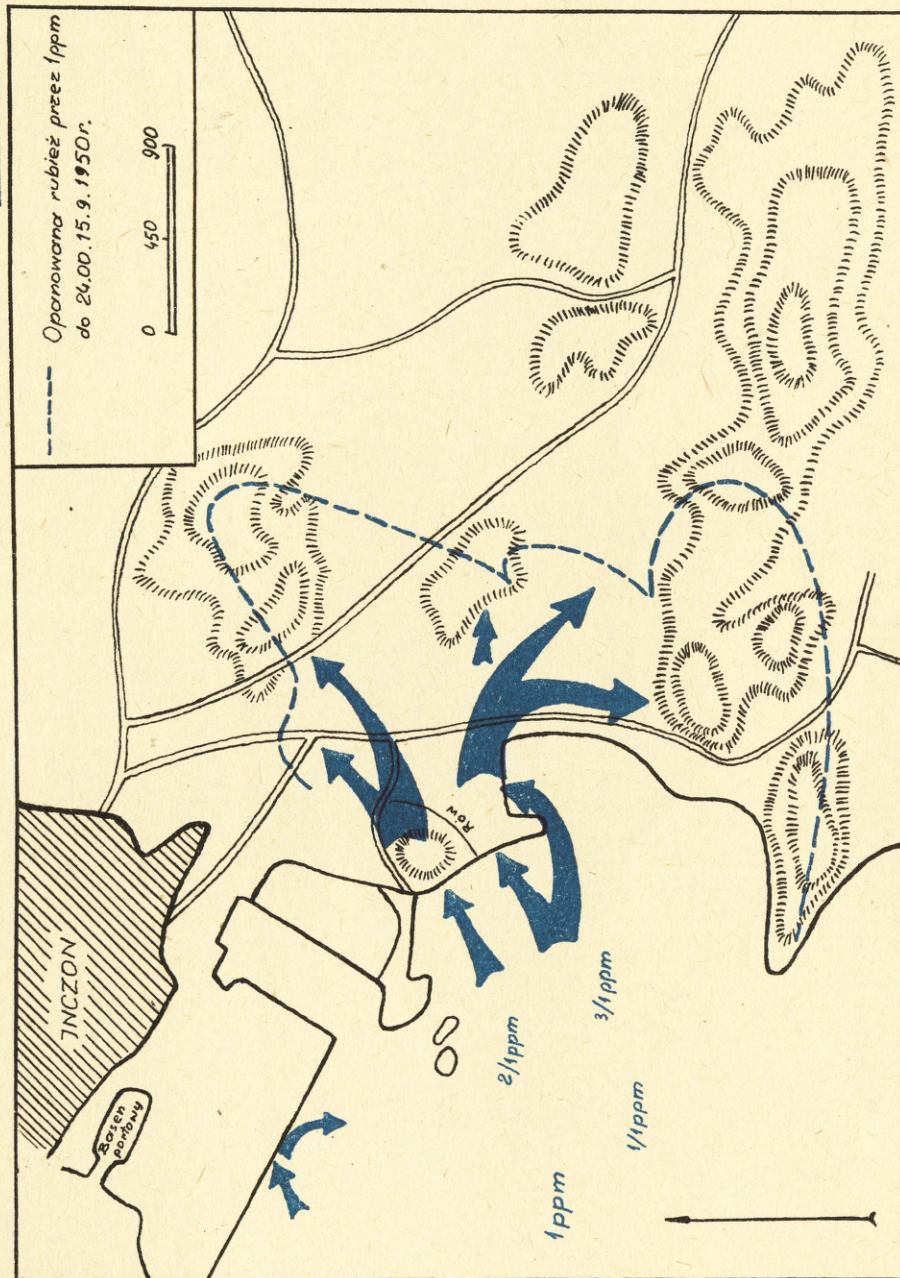 Opanowana rubież przez 1ppm
do 24.00. 15.9.1950r.
0 450 900
JNCZON
Basen
portowy
Rów
2/1ppm
3/1ppm
1/1ppm
1ppm